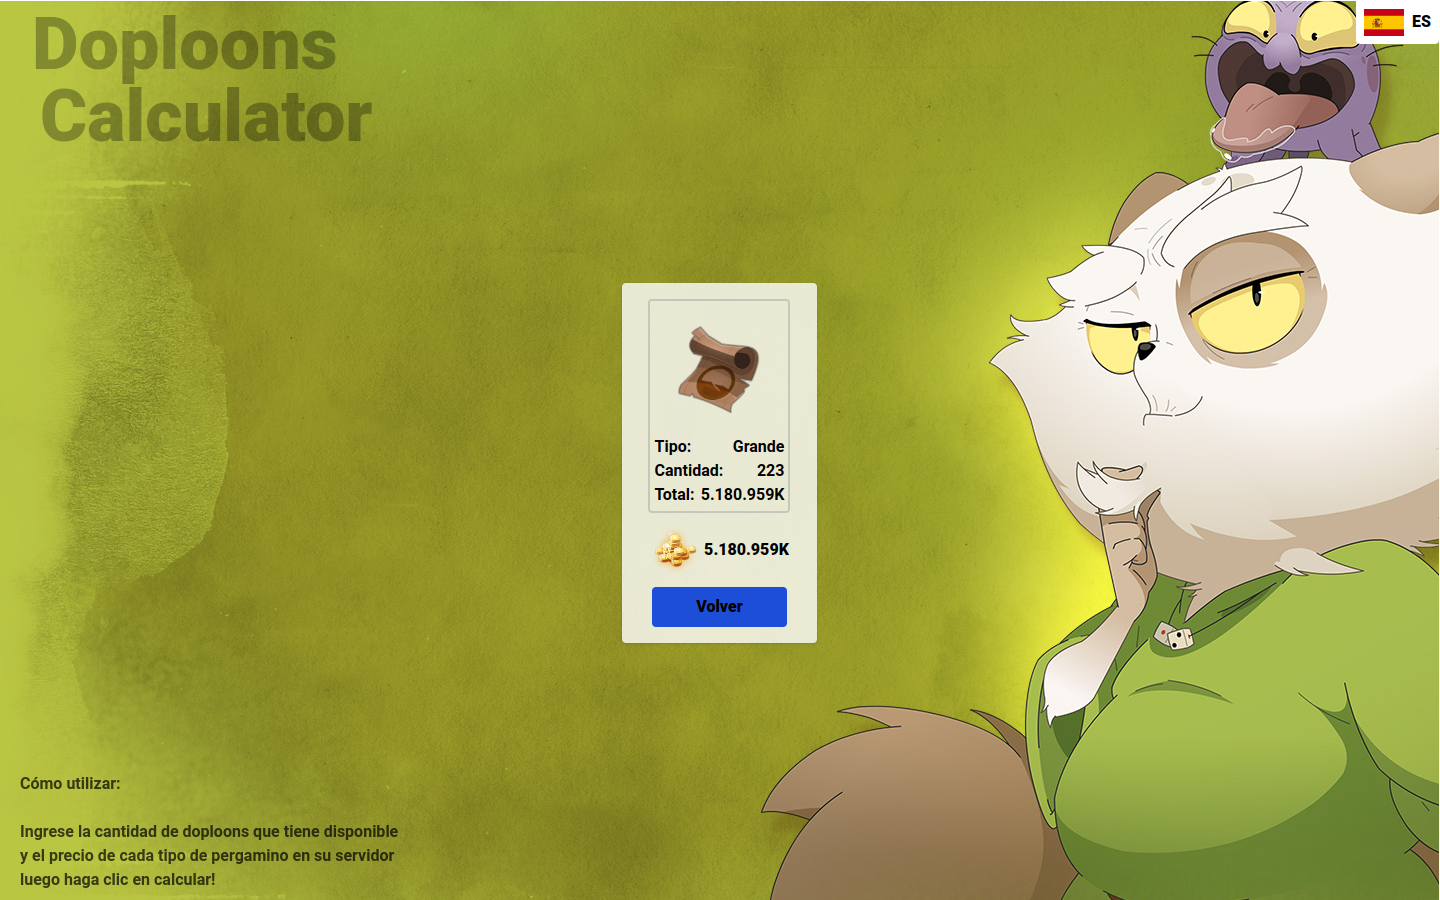 Doploons
Calculator
ES
Tipo: Grande
Cantidad: 223
Total: 5.180.959K
5.180.959K
Volver
Cómo utilizar:
Ingrese la cantidad de doploons que tiene disponible
y el precio de cada tipo de pergamino en su servidor
luego haga clic en calcular!